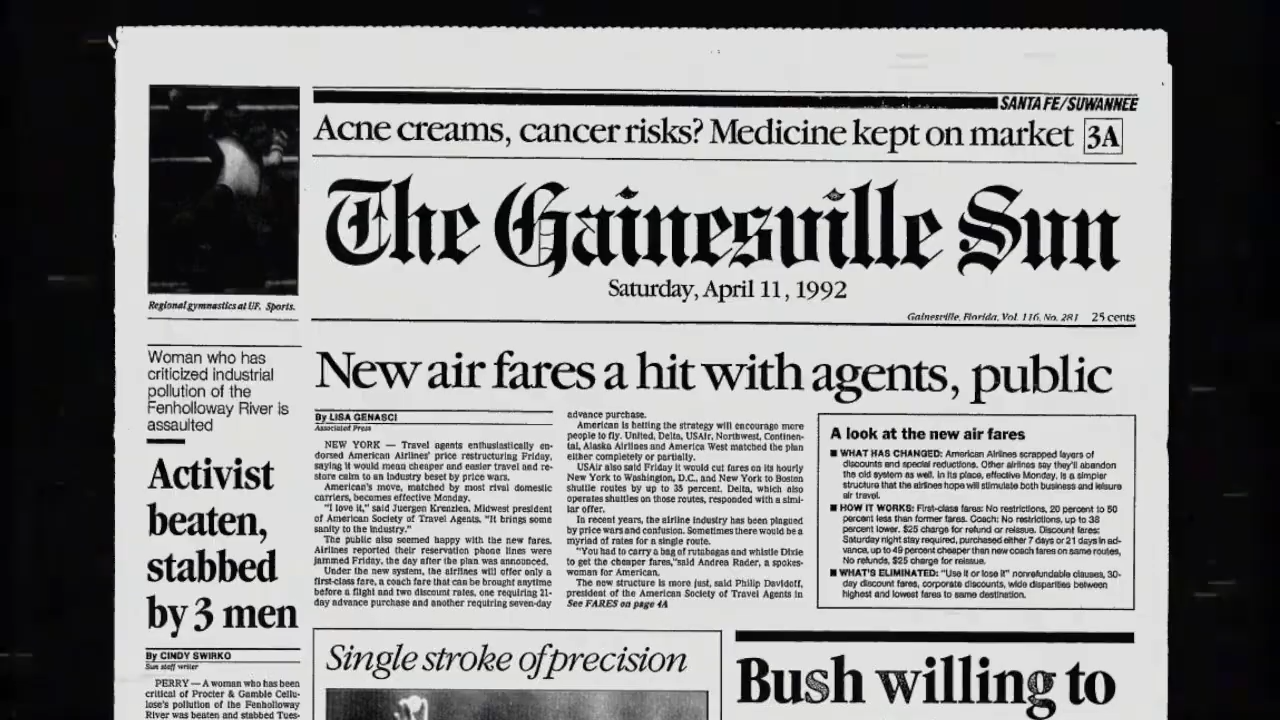 SANTA FE/SUWANNEE
Acne creams, cancer risks? Medicine kept on market 3A
The Gainesville Sun
Saturday, April 11, 1992
Gainesville, Florida, Vol. 116, No. 281 25 cents
Regional gymnastics at UF. Sports.
Woman who has
criticized industrial
pollution of the
Fenholloway River is
assaulted
Activist
beaten,
stabbed
by 3 men
By CINDY SWIRKO
Sun staff writer
PERRY — A woman who has been
critical of Procter & Gamble Cellu-
lose's pollution of the Fenholloway
River was beaten and stabbed Tues-
New air fares a hit with agents, public
By LISA GENASCI
Associated Press
NEW YORK — Travel agents enthusiastically en-
dorsed American Airlines' price restructuring Friday,
saying it would mean cheaper and easier travel and re-
store calm to an industry beset by price wars.
American's move, matched by most rival domestic
carriers, becomes effective Monday.
"I love it," said Juergen Krenzien, Midwest president
of American Society of Travel Agents. "It brings some
sanity to the industry."
The public also seemed happy with the new fares.
Airlines reported their reservation phone lines were
jammed Friday, the day after the plan was announced.
Under the new system, the airlines will offer only a
first-class fare, a coach fare that can be brought anytime
before a flight and two discount rates, one requiring 21-
day advance purchase and another requiring seven-day
advance purchase.
American is betting the strategy will encourage more
people to fly. United, Delta, USAir, Northwest, Continen-
tal, Alaska Airlines and America West matched the plan
either completely or partially.
USAir also said Friday it would cut fares on its hourly
New York to Washington, D.C., and New York to Boston
shuttle routes by up to 35 percent. Delta, which also
operates shuttles on those routes, responded with a simi-
lar offer.
In recent years, the airline industry has been plagued
by price wars and confusion. Sometimes there would be a
myriad of rates for a single route.
"You had to carry a bag of rutabagas and whistle Dixie
to get the cheaper fares," said Andrea Rader, a spokes-
woman for American.
The new structure is more just, said Philip Davidoff,
president of the American Society of Travel Agents in
See FARES on page 4A
A look at the new air fares
■ WHAT HAS CHANGED: American Airlines scrapped layers of
discounts and special reductions. Other airlines say they'll abandon
the old system as well. In its place, effective Monday, is a simpler
structure that the airlines hope will stimulate both business and leisure
air travel.
■ HOW IT WORKS: First-class fares: No restrictions, 20 percent to 50
percent less than former fares. Coach: No restrictions, up to 38
percent lower. $25 charge for refund or reissue. Discount fares:
Saturday night stay required, purchased either 7 days or 21 days in ad-
vance, up to 49 percent cheaper than new coach fares on same routes,
No refunds, $25 charge for reissue.
■ WHAT'S ELIMINATED: "Use it or lose it" nonrefundable clauses, 30-
day discount fares, corporate discounts, wide disparities between
highest and lowest fares to same destination.
Single stroke of precision
Bush willing to